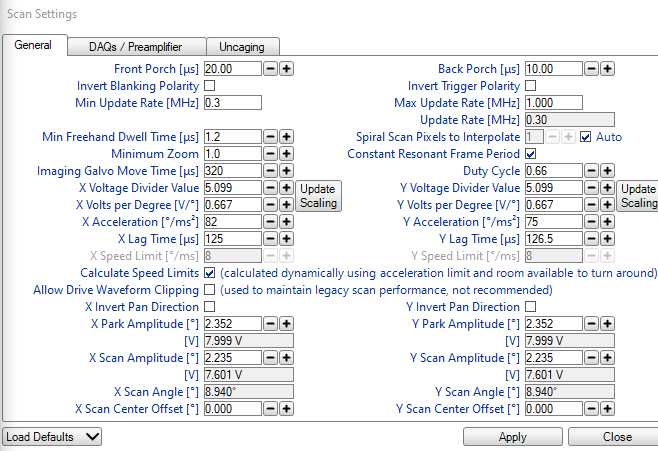 Scan Settings
General DAQs / Preamplifier Uncaging
Front Porch [µs] 20.00 Back Porch [µs] 10.00
Invert Blanking Polarity Invert Trigger Polarity
Min Update Rate [MHz] 0.3 Max Update Rate [MHz] 1.000
Update Rate [MHz] 0.30
Min Freehand Dwell Time [µs] 1.2 Spiral Scan Pixels to Interpolate 1 Auto
Minimum Zoom 1.0 Constant Resonant Frame Period
Imaging Galvo Move Time [µs] 320 Duty Cycle 0.66
X Voltage Divider Value 5.099 Update Y Voltage Divider Value 5.099 Update
X Volts per Degree [V/°] 0.667 Scaling Y Volts per Degree [V/°] 0.667 Scaling
X Acceleration [°/ms²] 82 Y Acceleration [°/ms²] 75
X Lag Time [µs] 125 Y Lag Time [µs] 126.5
X Speed Limit [°/ms] 8 Y Speed Limit [°/ms] 8
Calculate Speed Limits (calculated dynamically using acceleration limit and room available to turn around)
Allow Drive Waveform Clipping (used to maintain legacy scan performance, not recommended)
X Invert Pan Direction Y Invert Pan Direction
X Park Amplitude [°] 2.352 Y Park Amplitude [°] 2.352
[V] 7.999 V [V] 7.999 V
X Scan Amplitude [°] 2.235 Y Scan Amplitude [°] 2.235
[V] 7.601 V [V] 7.601 V
X Scan Angle [°] 8.940° Y Scan Angle [°] 8.940°
X Scan Center Offset [°] 0.000 Y Scan Center Offset [°] 0.000
Load Defaults Apply Close